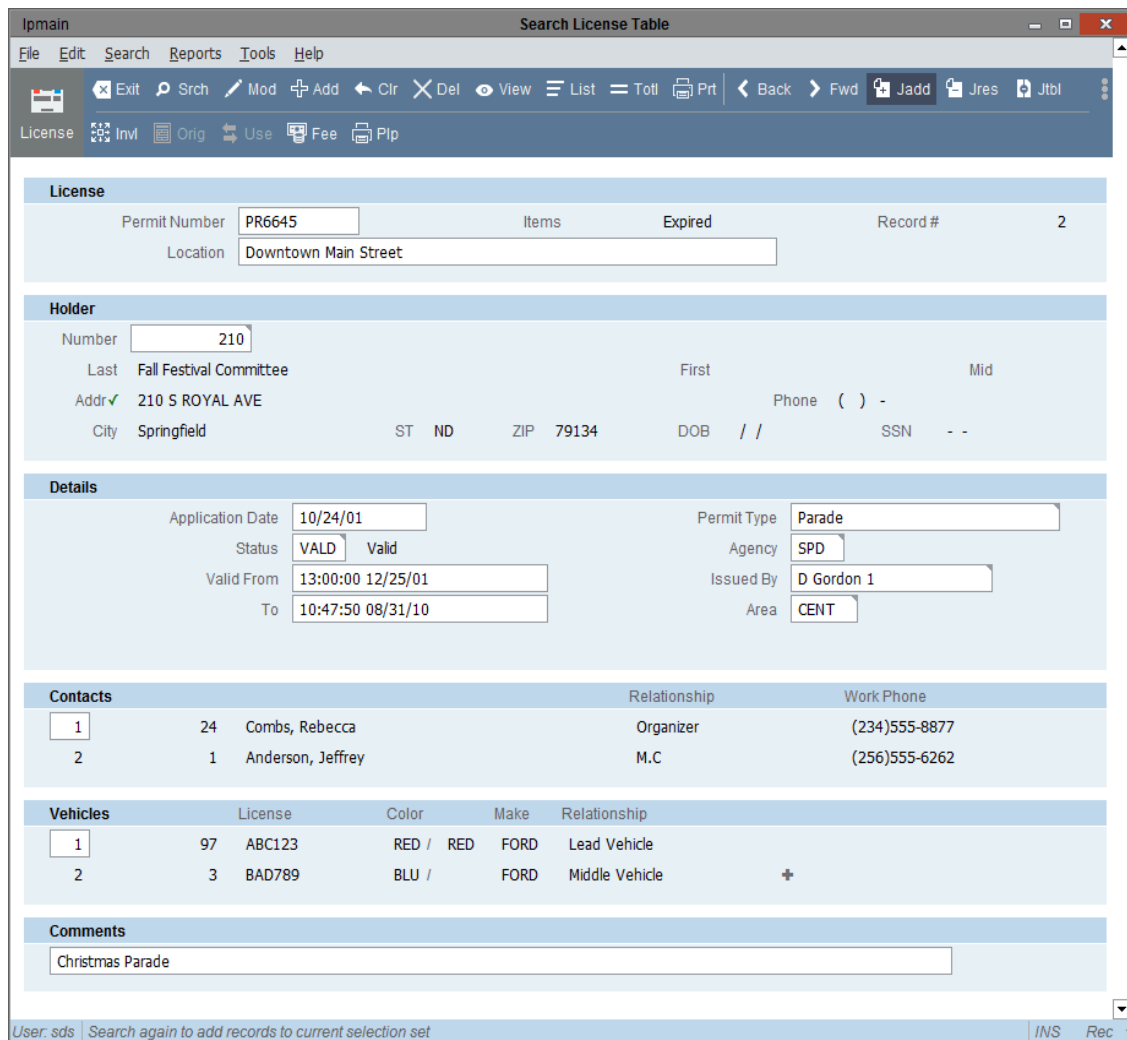 lpmain Search License Table
File Edit Search Reports Tools Help
Exit Srch Mod Add Clr Del View List Totl Prt Back Fwd Jadd Jres Jtbl
License Invl Orig Use Fee Plp
License
Permit Number PR6645 Items Expired Record # 2
Location Downtown Main Street
Holder
Number 210
Last Fall Festival Committee First Mid
Addr✓ 210 S ROYAL AVE Phone ( ) -
City Springfield ST ND ZIP 79134 DOB / / SSN - -
Details
Application Date 10/24/01 Permit Type Parade
Status VALD Valid Agency SPD
Valid From 13:00:00 12/25/01 Issued By D Gordon 1
To 10:47:50 08/31/10 Area CENT
Contacts Relationship Work Phone
1 24 Combs, Rebecca Organizer (234)555-8877
2 1 Anderson, Jeffrey M.C (256)555-6262
Vehicles License Color Make Relationship
1 97 ABC123 RED / RED FORD Lead Vehicle
2 3 BAD789 BLU / FORD Middle Vehicle
Comments
Christmas Parade
User: sds Search again to add records to current selection set INS Rec